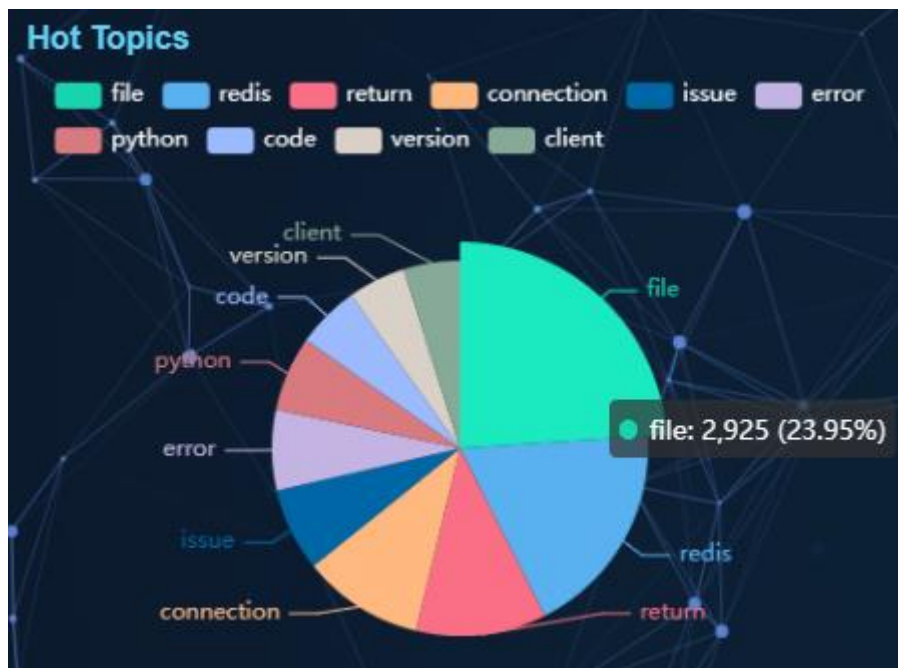 Hot Topics
file redis return connection issue error
python code version client
client
version
file
code
python
file: 2,925 (23.95%)
error
issue
redis
connection
return